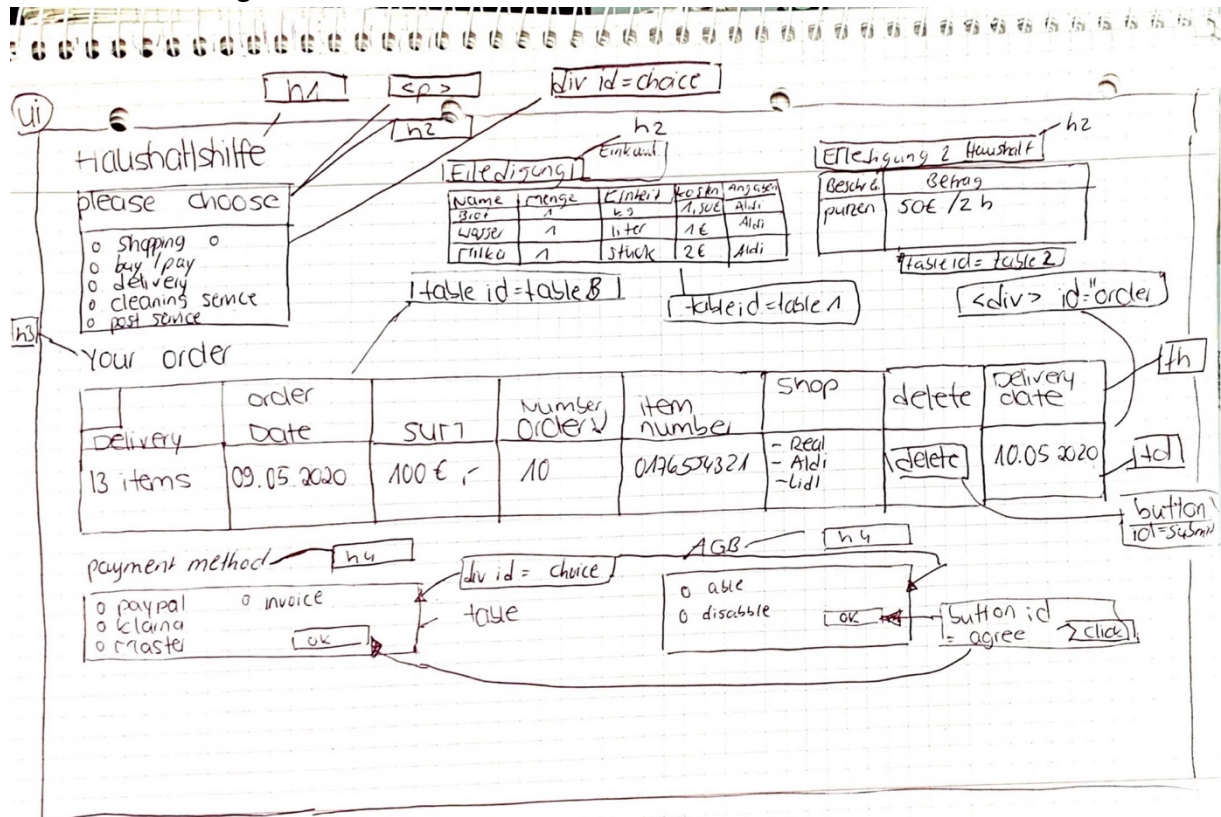 h1
<p>
div id=choice
ui
h2
h2
h2
Haushaltshilfe
Erledigung 1 Einkauf
Erledigung 2 Haushalt
please choose
o shopping o
o buy / pay
o delivery
o cleaning service
o post service
Name Menge Einheit kosten Angaben
Brot 1 kg 1,50€ Aldi
Wasser 1 liter 1€ Aldi
Milka 1 stück 2€ Aldi
Betrag
putzen 50€ /2 h
table id= table 2
table id=table B
table id=table 1
<div> id="order
h3
Your order
th
Delivery
order Date
sum
Number orders
item number
Shop
delete
Delivery date
13 items
09.05.2020
100 €,-
10
0176554321
- Real
- Aldi
- Lidl
delete
10.05 2020
td
button
id=submit
payment method
h4
AGB
h4
div id = choice
o paypal o invoice
o klarna
o Master
ok
table
o able
o disabble
ok
button id
= agree
click